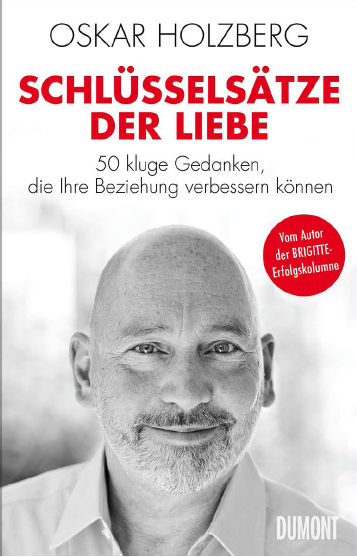 OSKAR HOLZBERG
SCHLÜSSELSÄTZE
DER LIEBE
50 kluge Gedanken,
die Ihre Beziehung verbessern können
Vom Autor
der BRIGITTE-
Erfolgskolumne
DUMONT